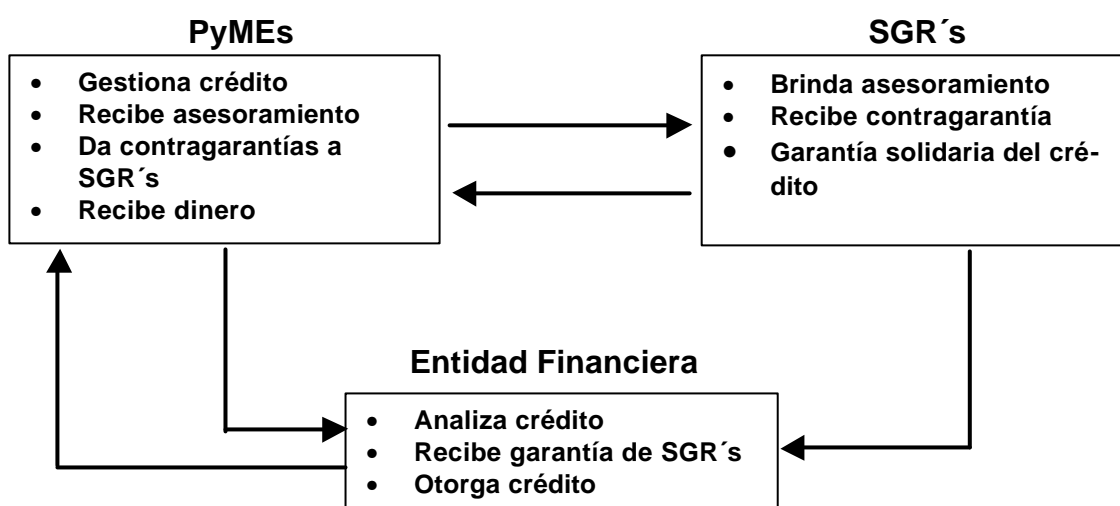 PyMEs
• Gestiona crédito
• Recibe asesoramiento
• Da contragarantías a
SGR´s
• Recibe dinero
SGR´s
• Brinda asesoramiento
• Recibe contragarantía
• Garantía solidaria del cré-
dito
Entidad Financiera
• Analiza crédito
• Recibe garantía de SGR´s
• Otorga crédito